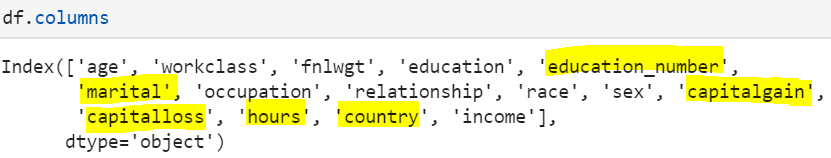 df.columns
Index(['age', 'workclass', 'fnlwgt', 'education', 'education_number',
'marital', 'occupation', 'relationship', 'race', 'sex', 'capitalgain',
'capitalloss', 'hours', 'country', 'income'],
dtype='object')